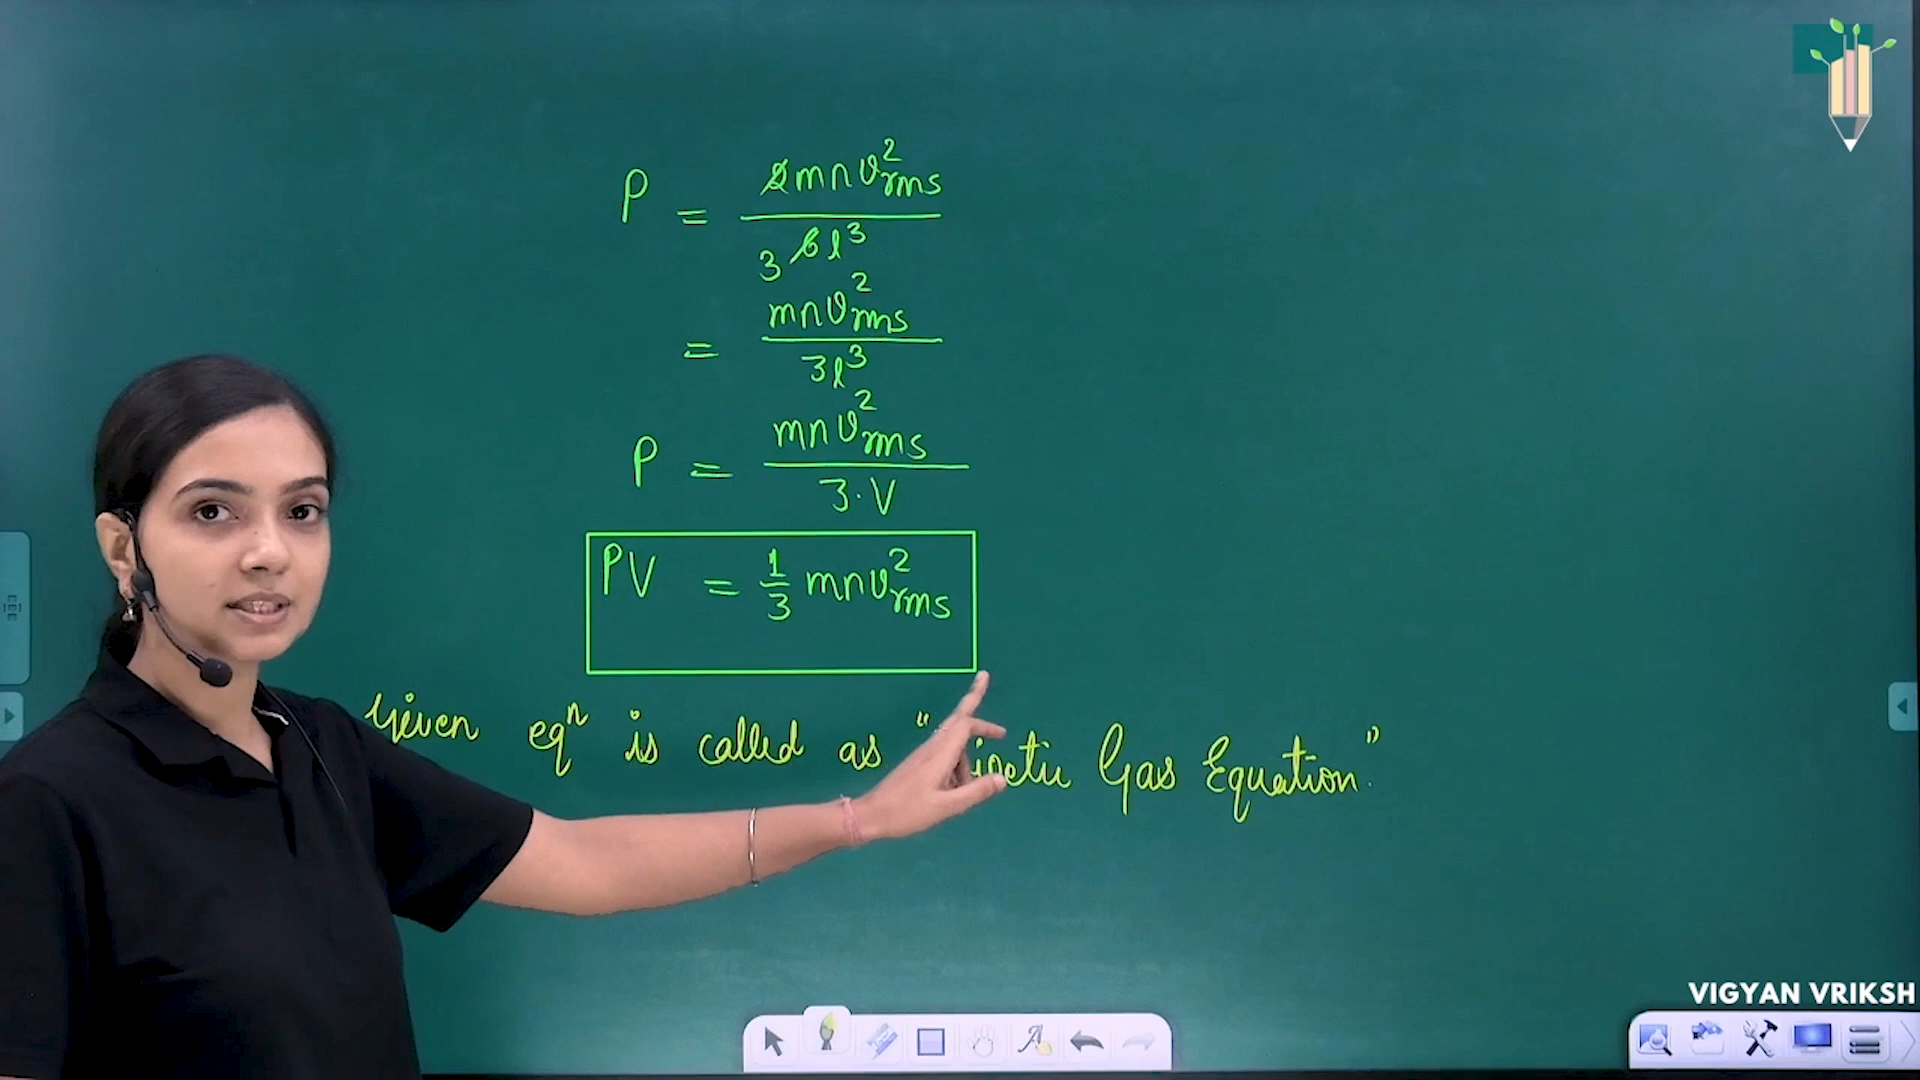 P = 2mnv²rms / 3 6l³
= mnv²rms / 3l³
P = mnv²rms / 3·V
PV = 1/3 mnv²rms
Given eqⁿ is called as " Gas Equation."
VIGYAN VRIKSH